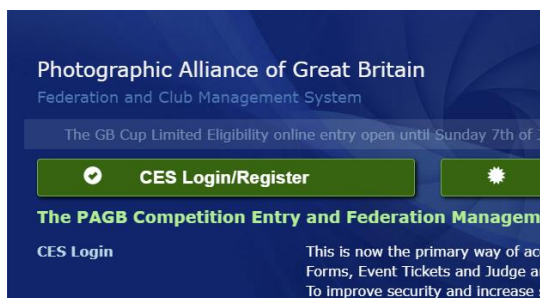 Photographic Alliance of Great Britain
Federation and Club Management System
The GB Cup Limited Eligibility online entry open until Sunday 7th of
CES Login/Register
The PAGB Competition Entry and Federation
CES Login
This is now the primary way of
Forms, Event Tickets and Judge
To improve security and increase